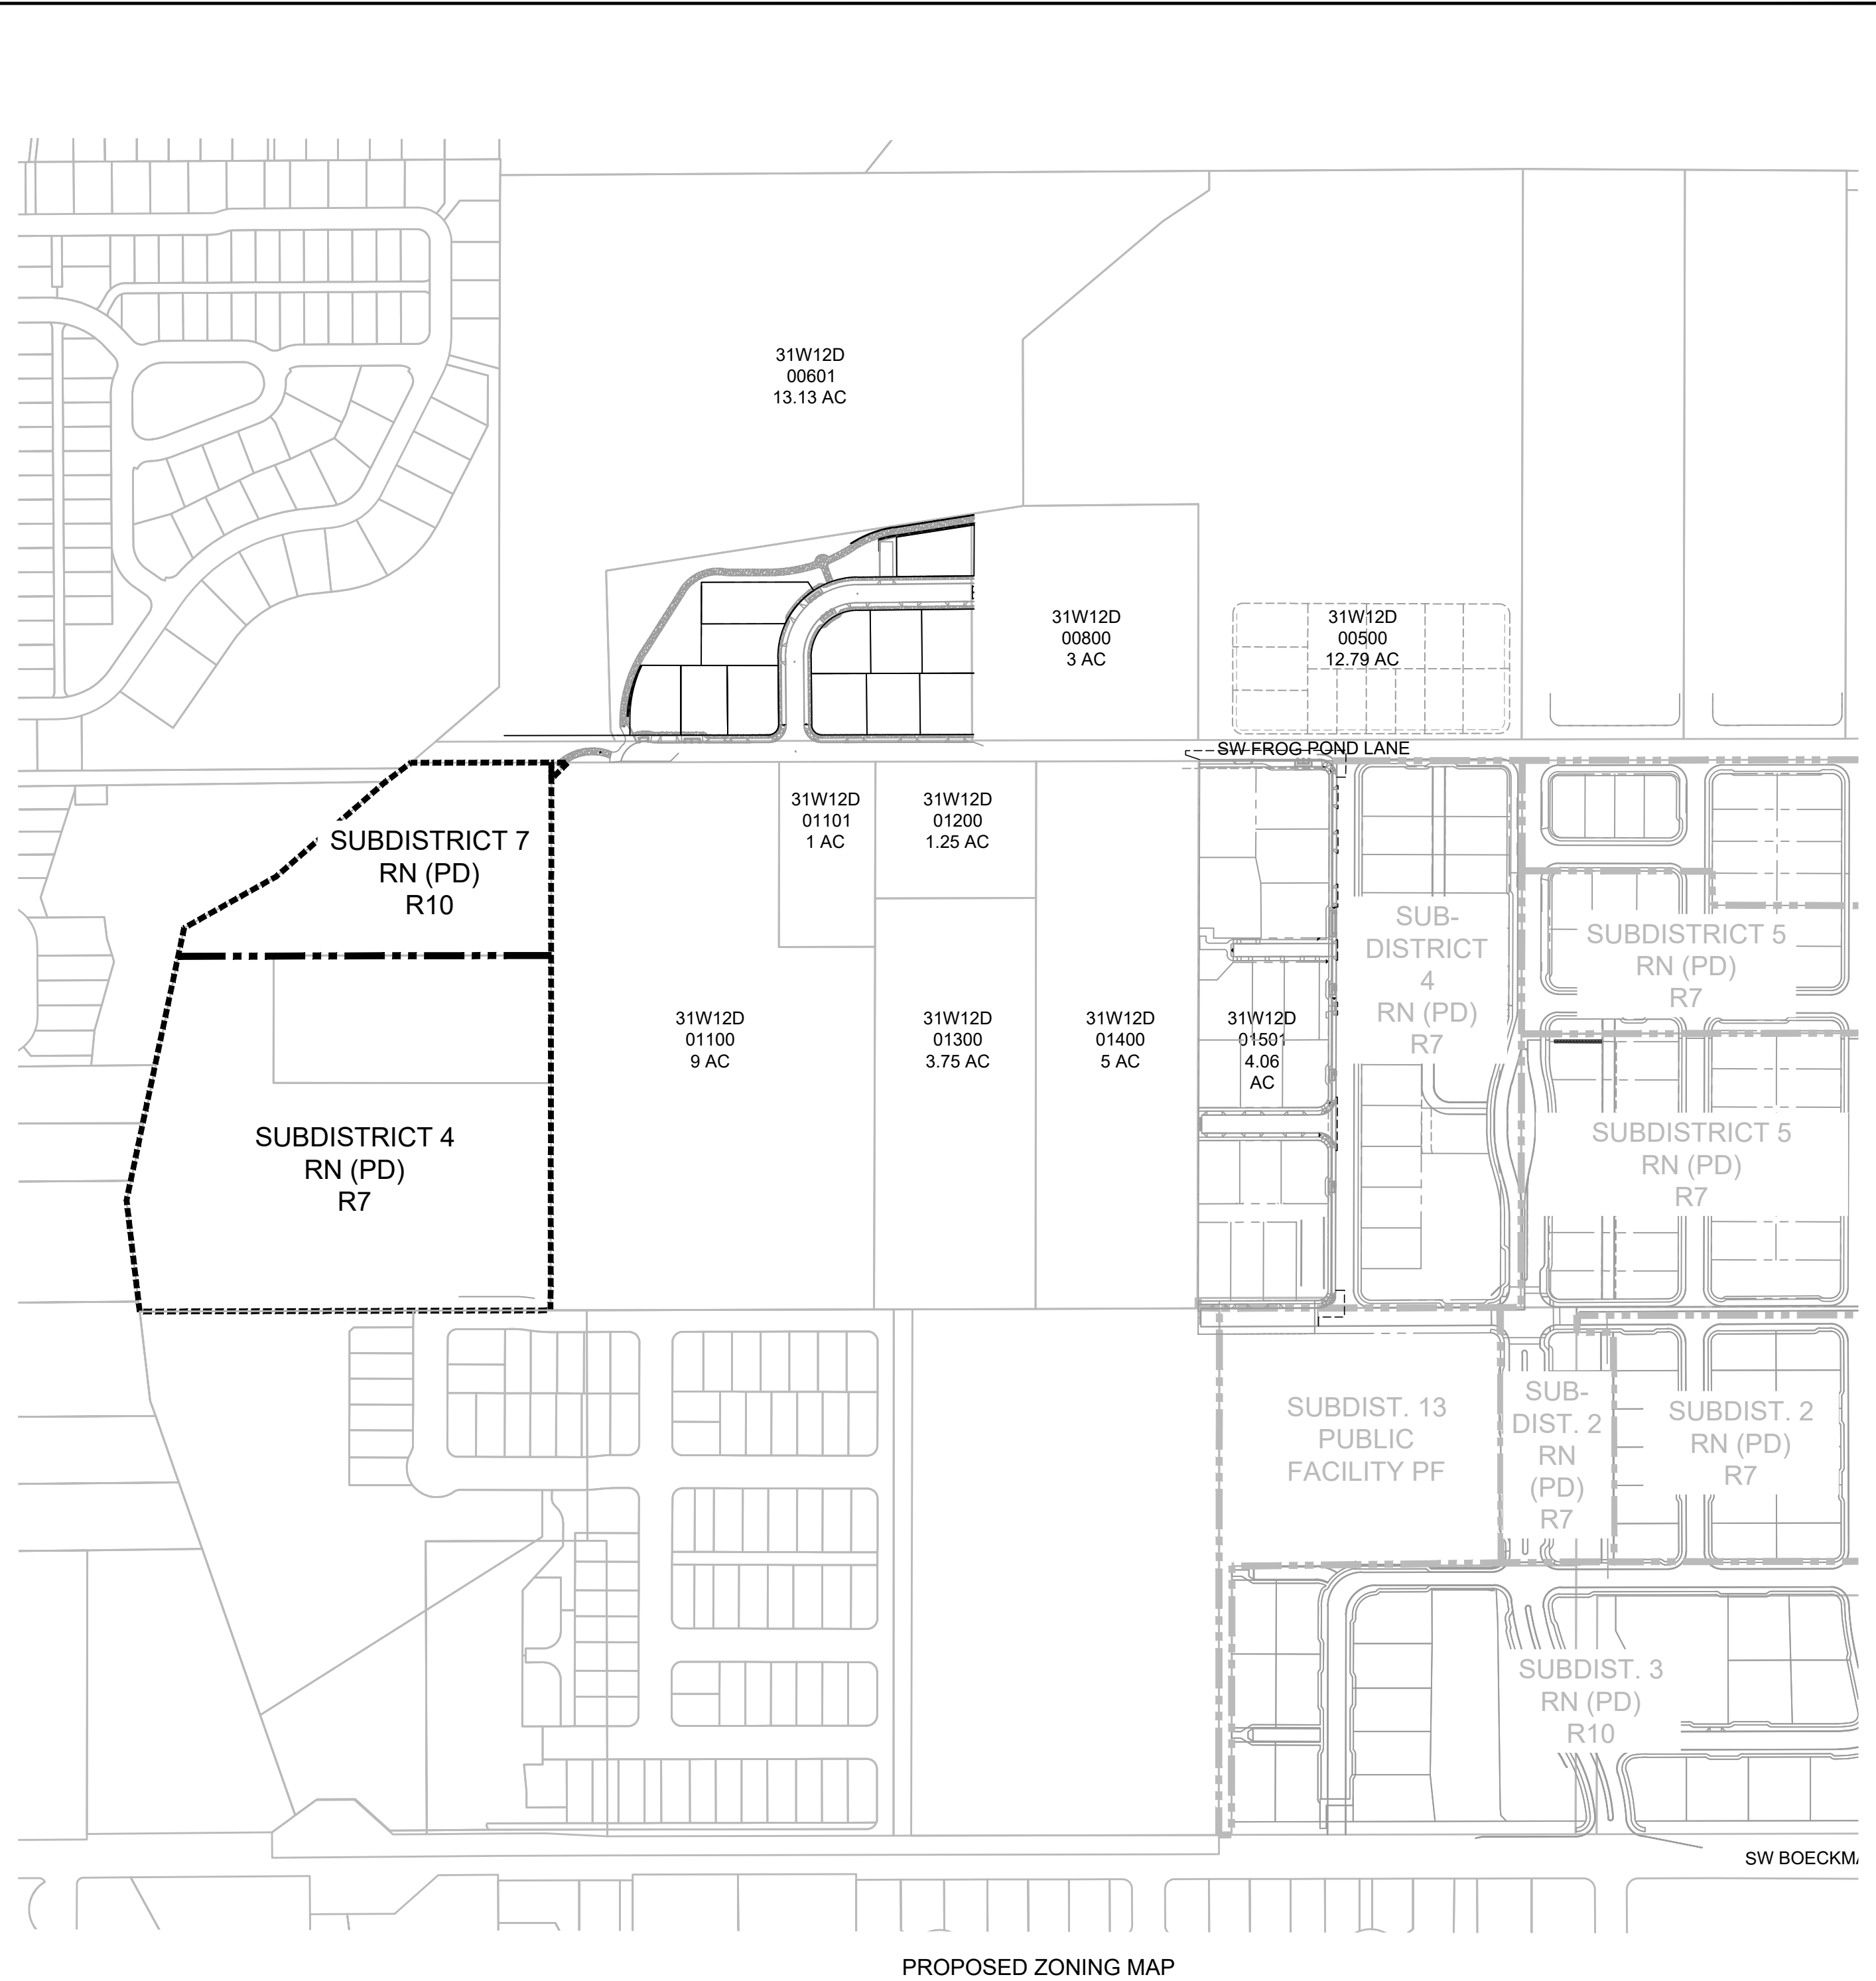 31W12D
00601
13.13 AC
31W12D
00800
3 AC
31W12D
00500
12.79 AC
SW FROG POND LANE
31W12D
01101
1 AC
31W12D
01200
1.25 AC
SUBDISTRICT 7
RN (PD)
R10
SUB-
DISTRICT
4
RN (PD)
R7
SUBDISTRICT 5
RN (PD)
R7
31W12D
01100
9 AC
31W12D
01300
3.75 AC
31W12D
01400
5 AC
31W12D
01501
4.06
AC
SUBDISTRICT 4
RN (PD)
R7
SUBDISTRICT 5
RN (PD)
R7
SUBDIST. 13
PUBLIC
FACILITY PF
SUB-
DIST. 2
RN
(PD)
R7
SUBDIST. 2
RN (PD)
R7
SUBDIST. 3
RN (PD)
R10
SW BOECKMA
PROPOSED ZONING MAP